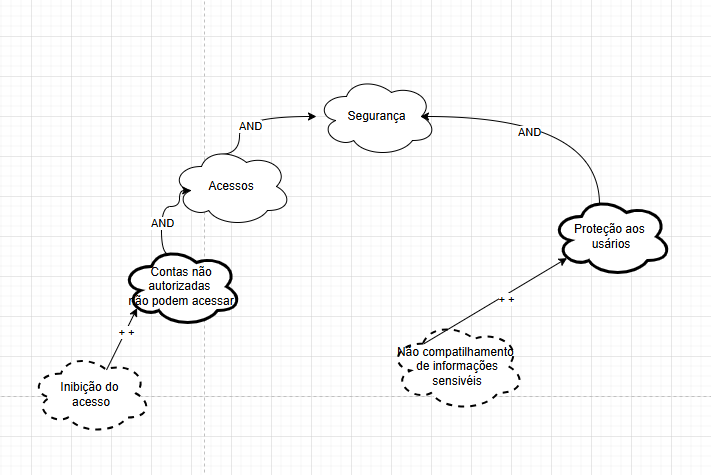 Segurança
AND
AND
Acessos
AND
Proteção aos
usários
Contas não
autorizadas
não podem acessar
+ +
+ +
Não compatilhamento
de informações
sensivéis
Inibição do
acesso